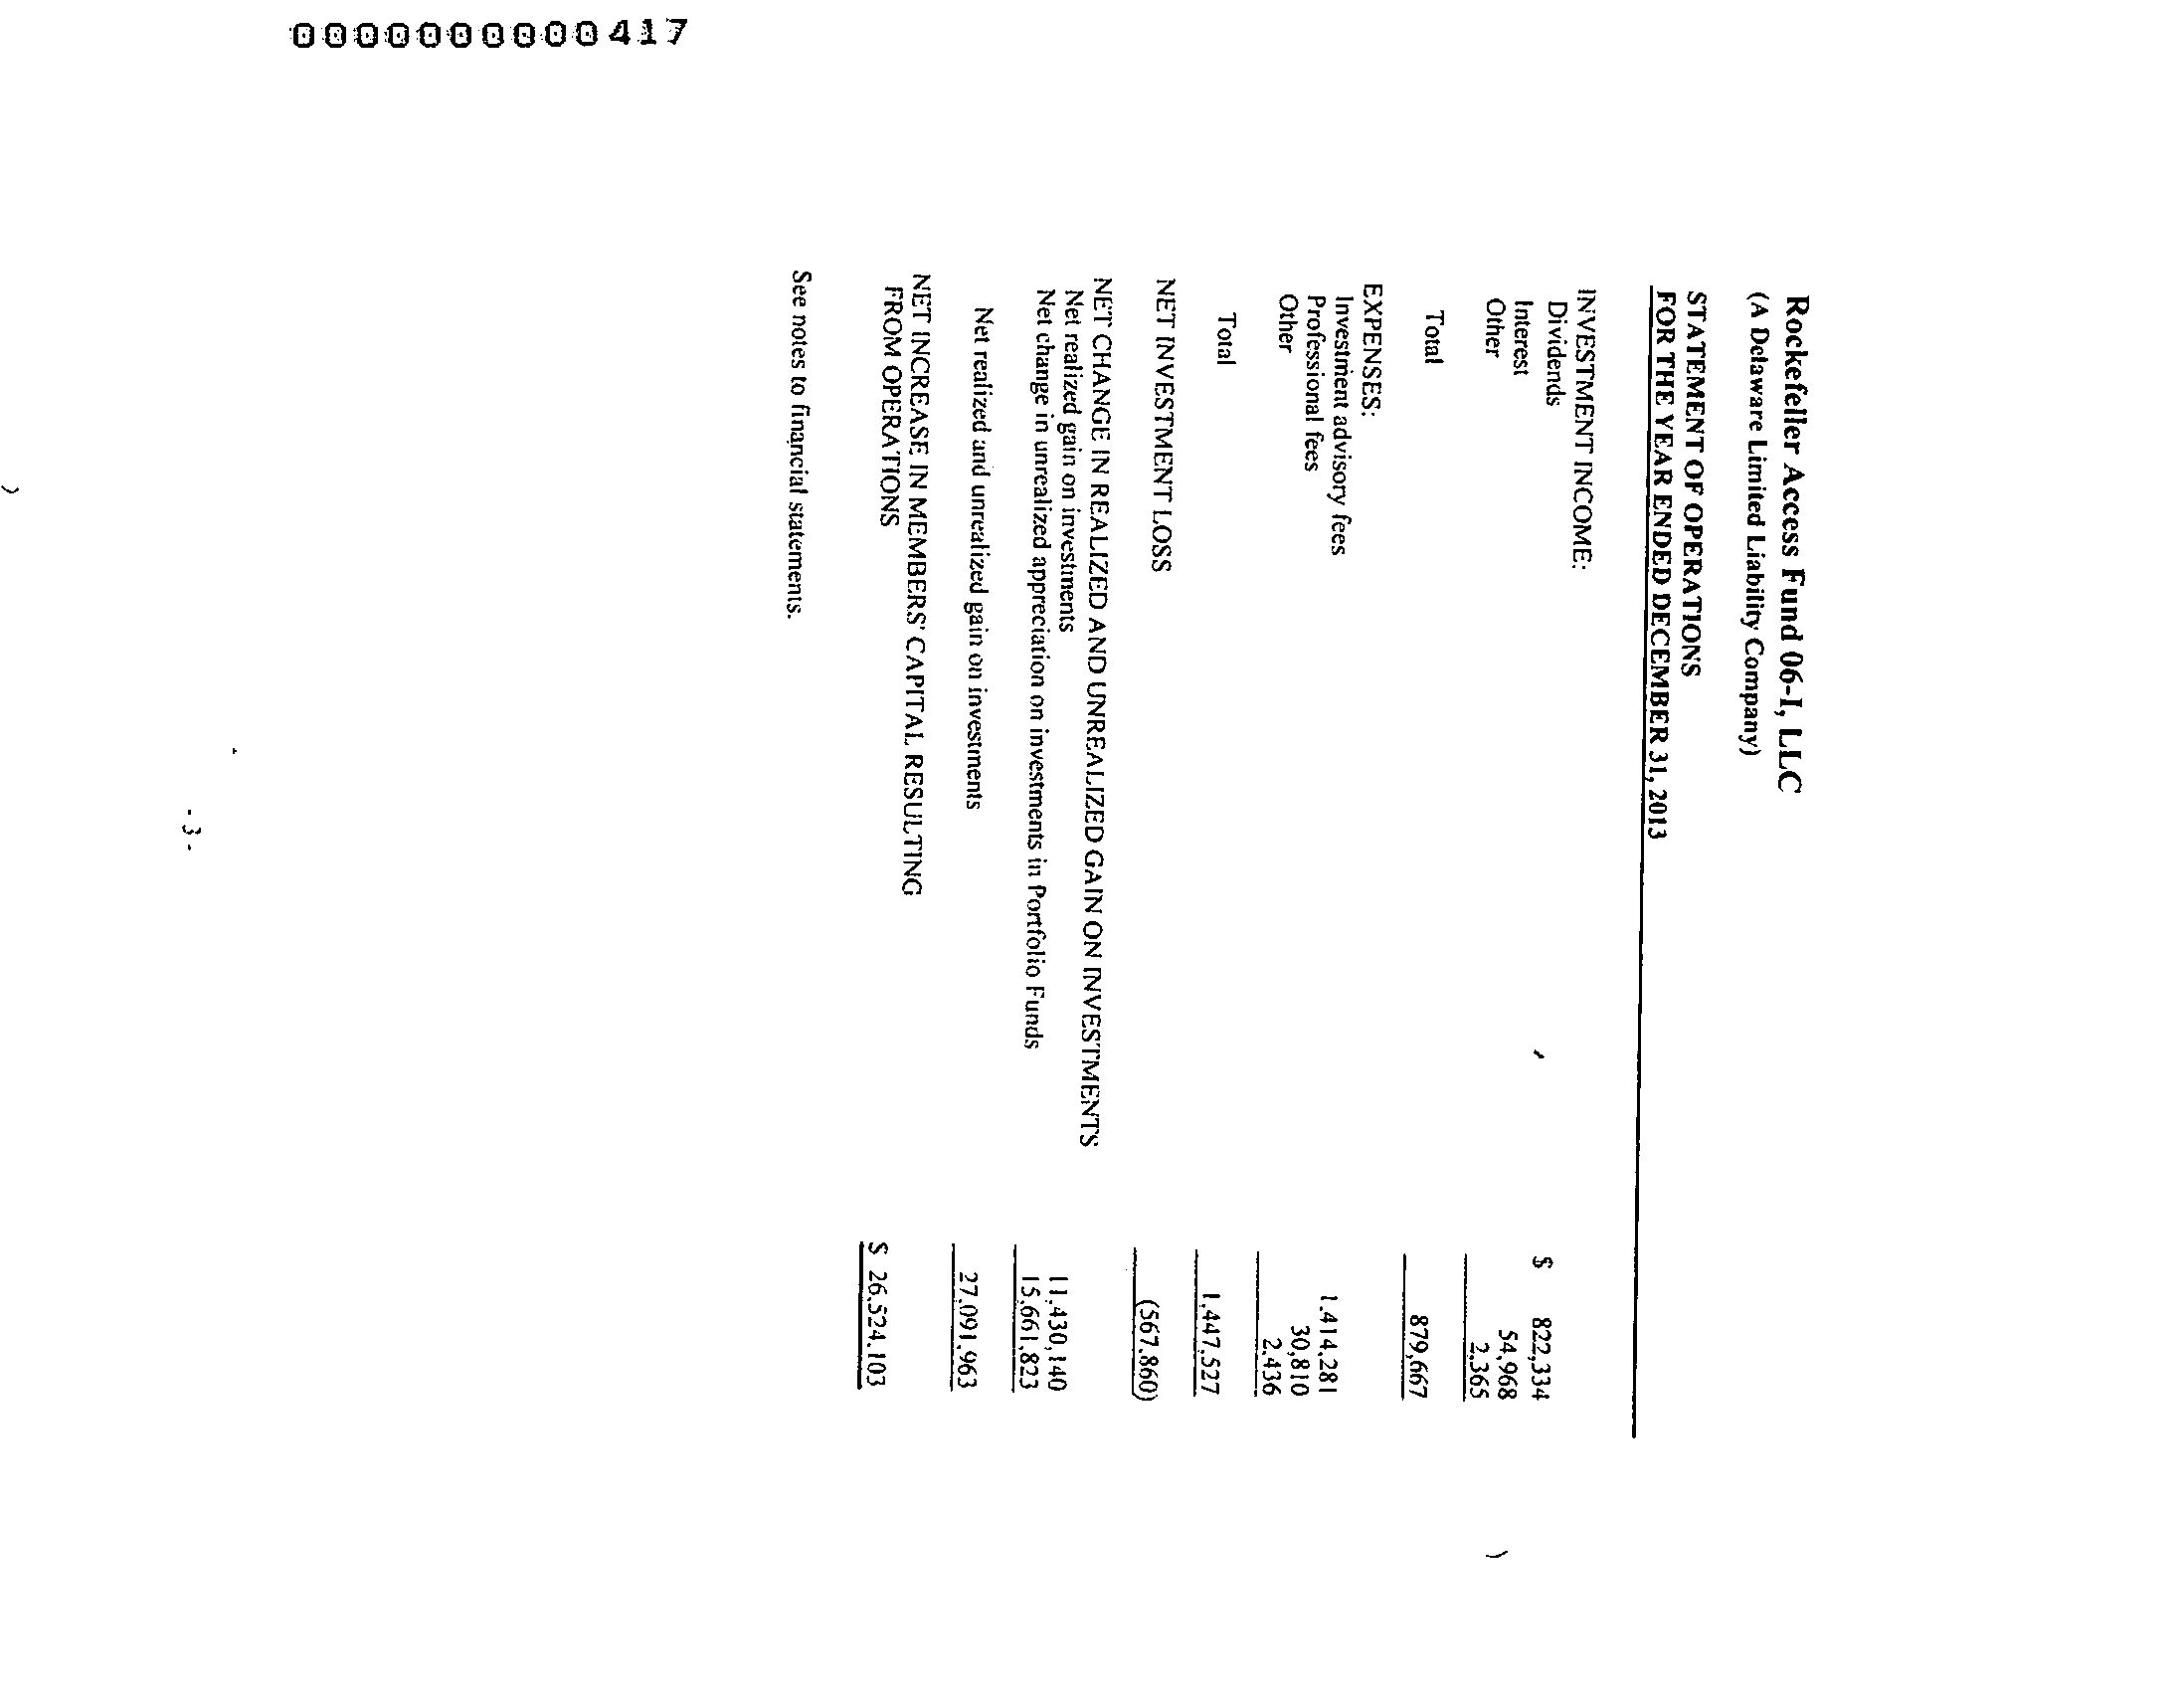 0000000000417
Rockefeller Access Fund 06-I, LLC
(A Delaware Limited Liability Company)
STATEMENT OF OPERATIONS
FOR THE YEAR ENDED DECEMBER 31, 2013
INVESTMENT INCOME:
Dividends $ 822,334
Interest 54,968
Other 2,365
Total 879,667
EXPENSES:
Investment advisory fees 1,414,281
Professional fees 30,810
Other 2,436
Total 1,447,527
NET INVESTMENT LOSS (567,860)
NET CHANGE IN REALIZED AND UNREALIZED GAIN ON INVESTMENTS
Net realized gain on investments 11,430,140
Net change in unrealized appreciation on investments in Portfolio Funds 15,661,823
Net realized and unrealized gain on investments 27,091,963
NET INCREASE IN MEMBERS' CAPITAL RESULTING
FROM OPERATIONS $ 26,524,103
See notes to financial statements.
- 3 -